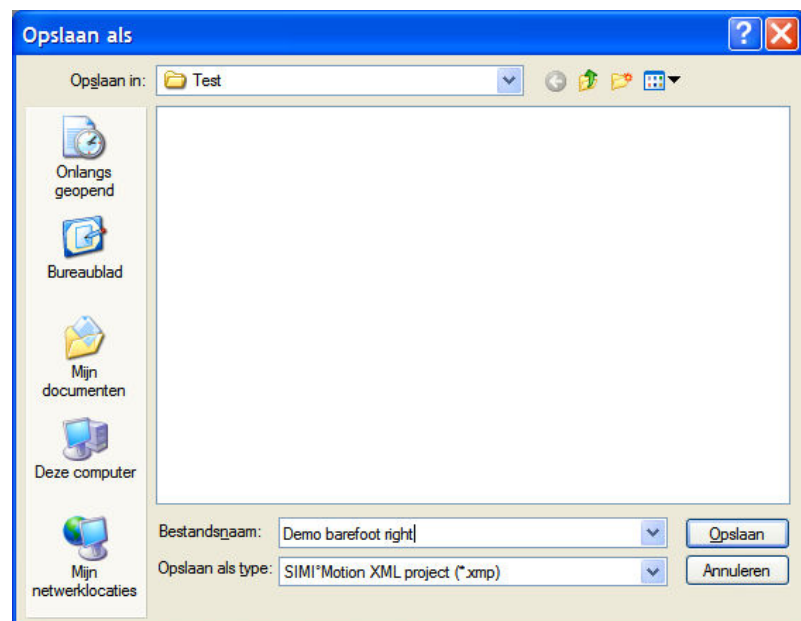 Opslaan als
Opslaan in:
Test
Onlangs
geopend
Bureaublad
Mijn
documenten
Deze computer
Mijn
netwerklocaties
Bestandsnaam:
Demo barefoot right
Opslaan
Opslaan als type:
SIMI°Motion XML project (*.xmp)
Annuleren